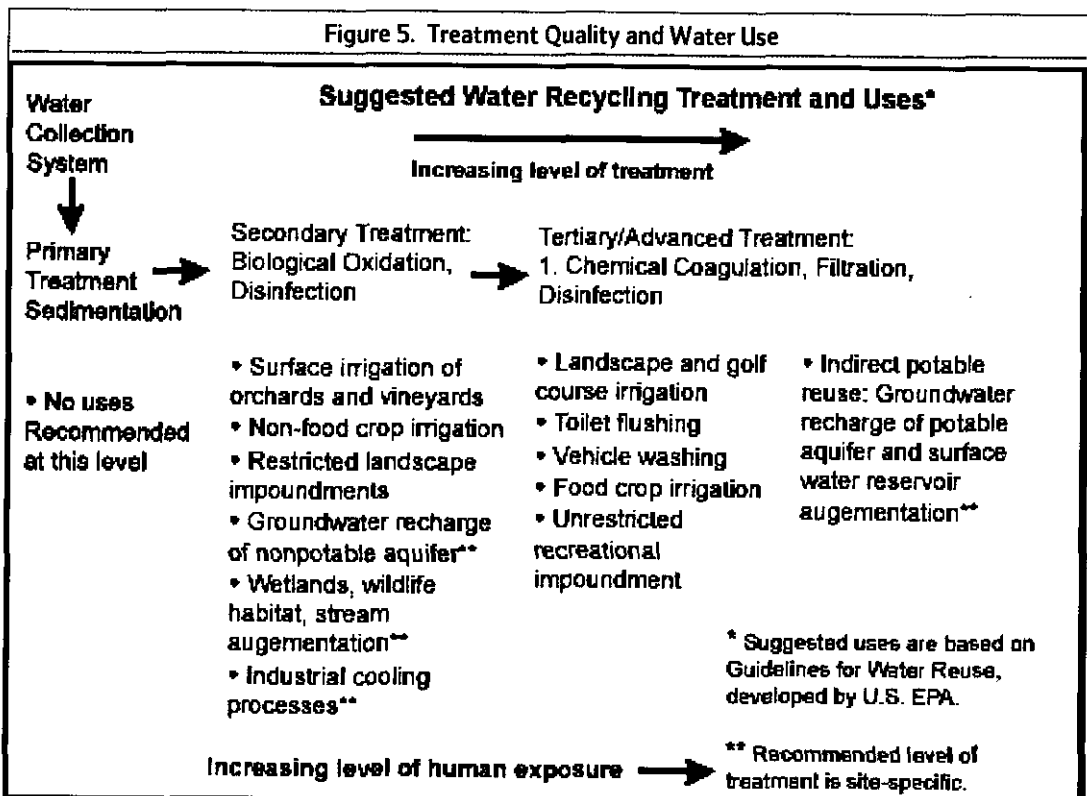 Figure 5. Treatment Quality and Water Use
Water
Collection
System
Suggested Water Recycling Treatment and Uses*
Increasing level of treatment
Primary
Treatment
Sedimentation
Secondary Treatment:
Biological Oxidation,
Disinfection
Tertiary/Advanced Treatment:
1. Chemical Coagulation, Filtration,
Disinfection
• No uses
Recommended
at this level
• Surface irrigation of
orchards and vineyards
• Non-food crop irrigation
• Restricted landscape
impoundments
• Groundwater recharge
of nonpotable aquifer**
• Wetlands, wildlife
habitat, stream
augementation**
• Industrial cooling
processes**
• Landscape and golf
course irrigation
• Toilet flushing
• Vehicle washing
• Food crop irrigation
• Unrestricted
recreational
impoundment
• Indirect potable
reuse: Groundwater
recharge of potable
aquifer and surface
water reservoir
augementation**
* Suggested uses are based on
Guidelines for Water Reuse,
developed by U.S. EPA.
Increasing level of human exposure
** Recommended level of
treatment is site-specific.